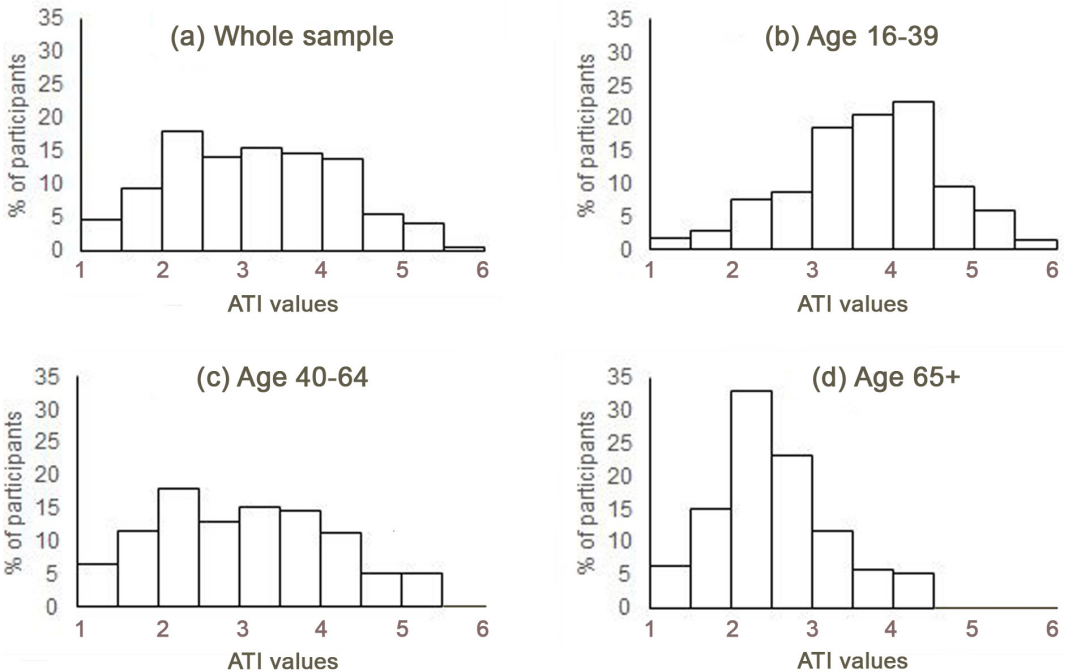 (a) Whole sample
% of participants
35
30
25
20
15
10
5
0
1 2 3 4 5 6
ATI values
(b) Age 16-39
% of participants
35
30
25
20
15
10
5
0
1 2 3 4 5 6
ATI values
(c) Age 40-64
% of participants
35
30
25
20
15
10
5
0
1 2 3 4 5 6
ATI values
(d) Age 65+
% of participants
35
30
25
20
15
10
5
0
1 2 3 4 5 6
ATI values